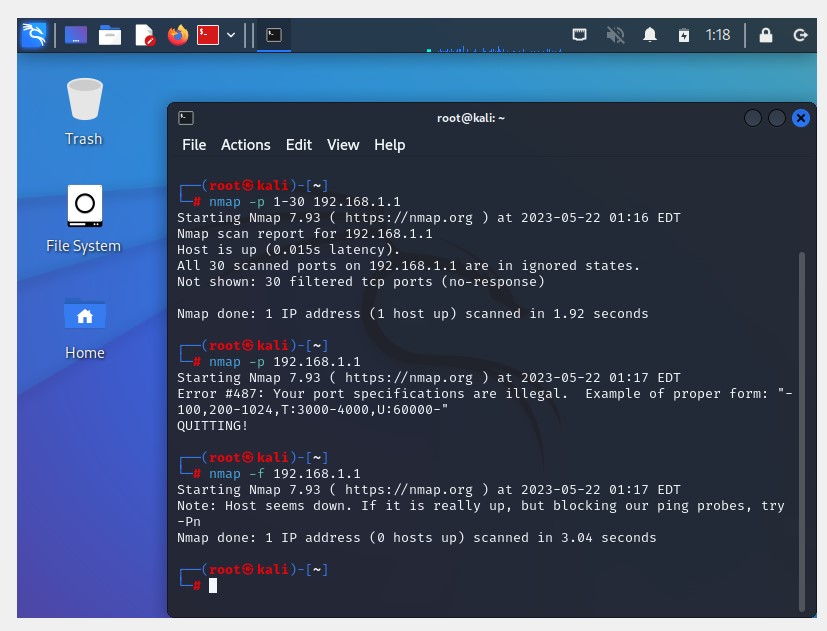 1:18
Trash
File System
Home
root@kali: ~
File Actions Edit View Help
┌──(root㉿kali)-[~]
└─# nmap -p 1-30 192.168.1.1
Starting Nmap 7.93 ( https://nmap.org ) at 2023-05-22 01:16 EDT
Nmap scan report for 192.168.1.1
Host is up (0.015s latency).
All 30 scanned ports on 192.168.1.1 are in ignored states.
Not shown: 30 filtered tcp ports (no-response)
Nmap done: 1 IP address (1 host up) scanned in 1.92 seconds
┌──(root㉿kali)-[~]
└─# nmap -p 192.168.1.1
Starting Nmap 7.93 ( https://nmap.org ) at 2023-05-22 01:17 EDT
Error #487: Your port specifications are illegal.  Example of proper form: "-
100,200-1024,T:3000-4000,U:60000-"
QUITTING!
┌──(root㉿kali)-[~]
└─# nmap -f 192.168.1.1
Starting Nmap 7.93 ( https://nmap.org ) at 2023-05-22 01:17 EDT
Note: Host seems down. If it is really up, but blocking our ping probes, try
-Pn
Nmap done: 1 IP address (0 hosts up) scanned in 3.04 seconds
┌──(root㉿kali)-[~]
└─#